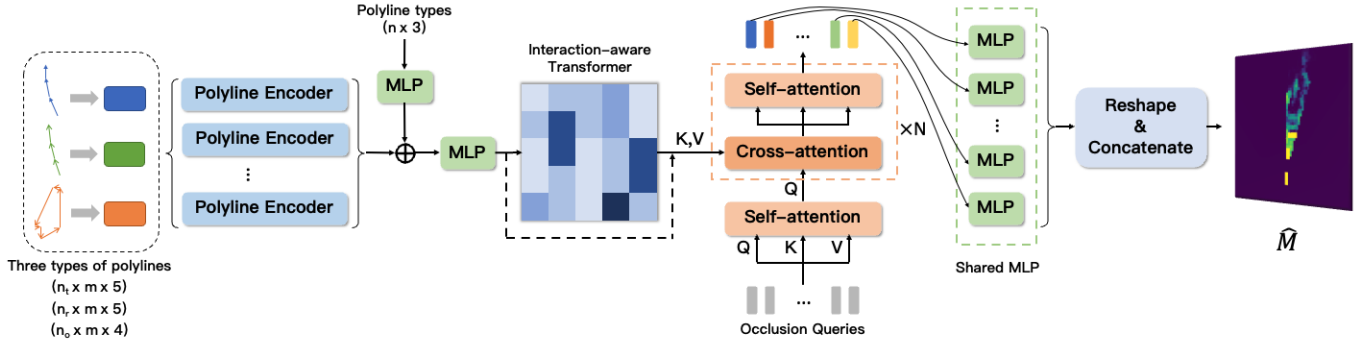 Three types of polylines
(nₜ x m x 5)
(nᵣ x m x 5)
(nₒ x m x 4)
Polyline Encoder
Polyline Encoder
⋮
Polyline Encoder
Polyline types
(n x 3)
MLP
MLP
Interaction-aware
Transformer
K,V
Self-attention
Cross-attention
×N
Q
Self-attention
Q
K
V
...
Occlusion Queries
...
MLP
MLP
⋮
MLP
MLP
Shared MLP
Reshape
&
Concatenate
M̂